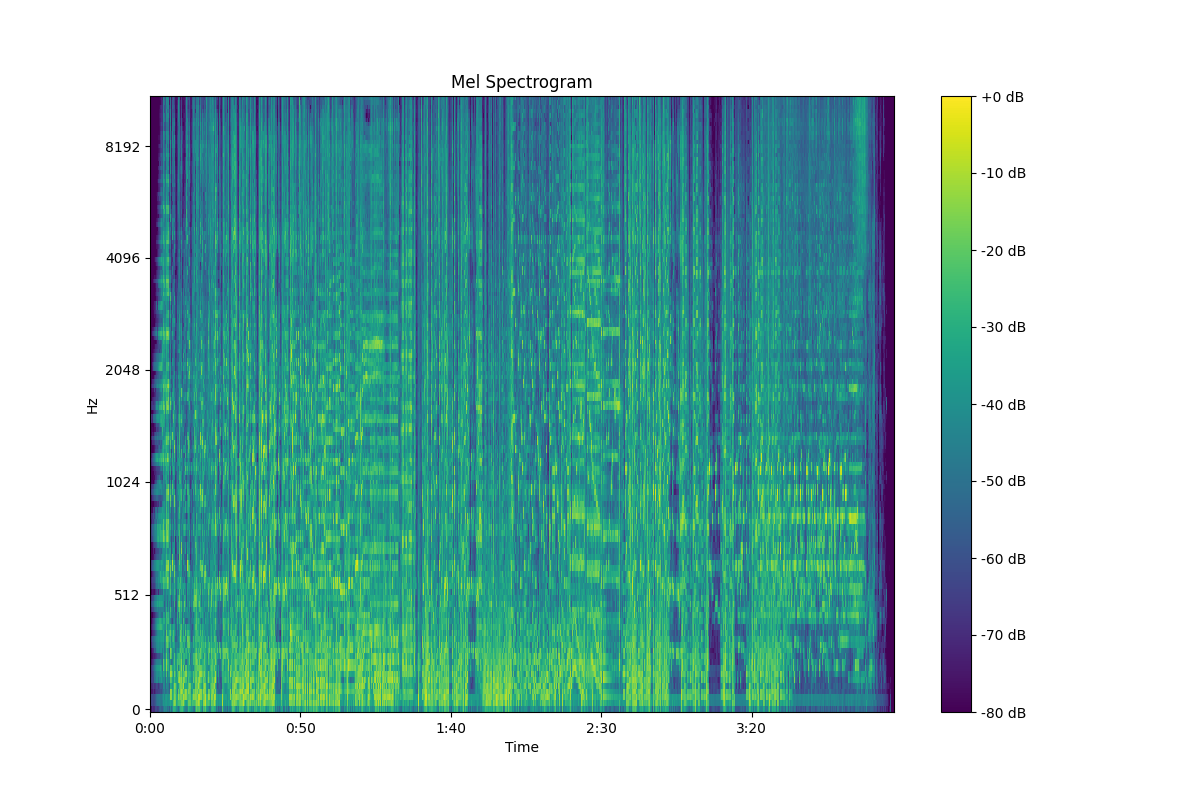 Mel Spectrogram
8192
4096
2048
1024
512
0
Hz
0:00
0:50
1:40
2:30
3:20
Time
+0 dB
-10 dB
-20 dB
-30 dB
-40 dB
-50 dB
-60 dB
-70 dB
-80 dB